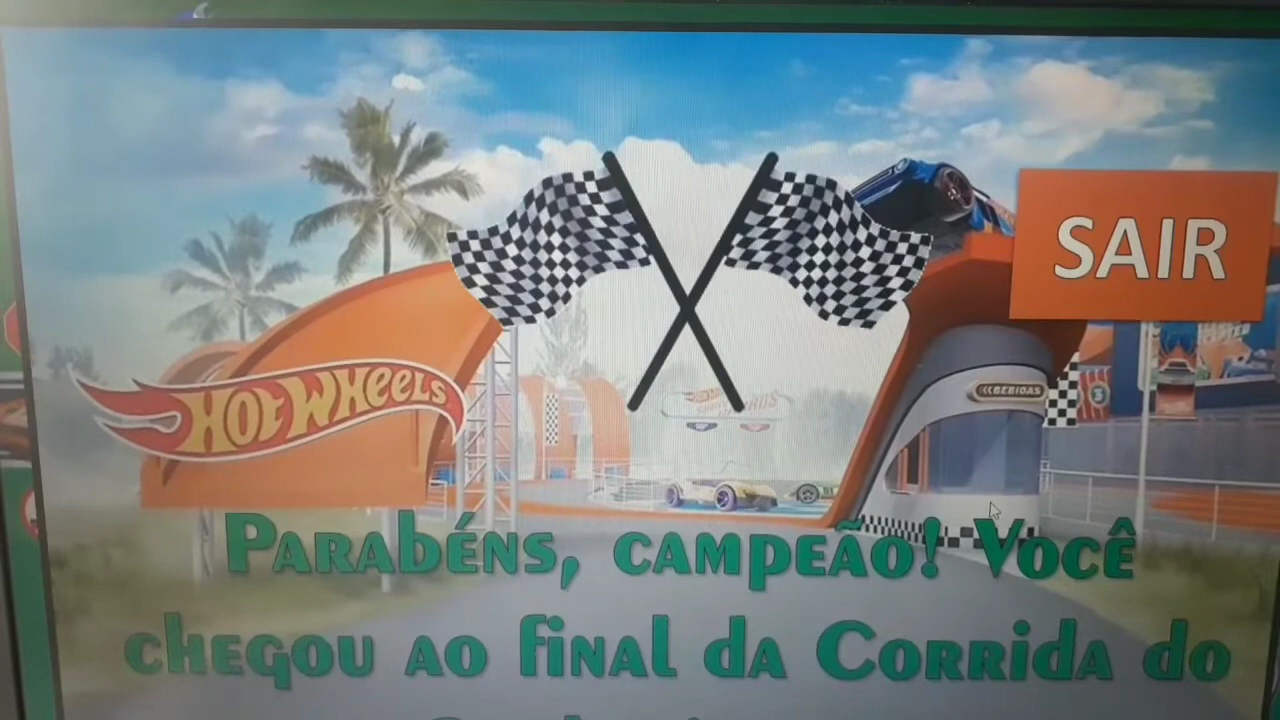 SAIR
HOT WHEELS
BEBIDAS
PARABÉNS, CAMPEÃO! VOCÊ
CHEGOU AO FINAL DA CORRIDA DO